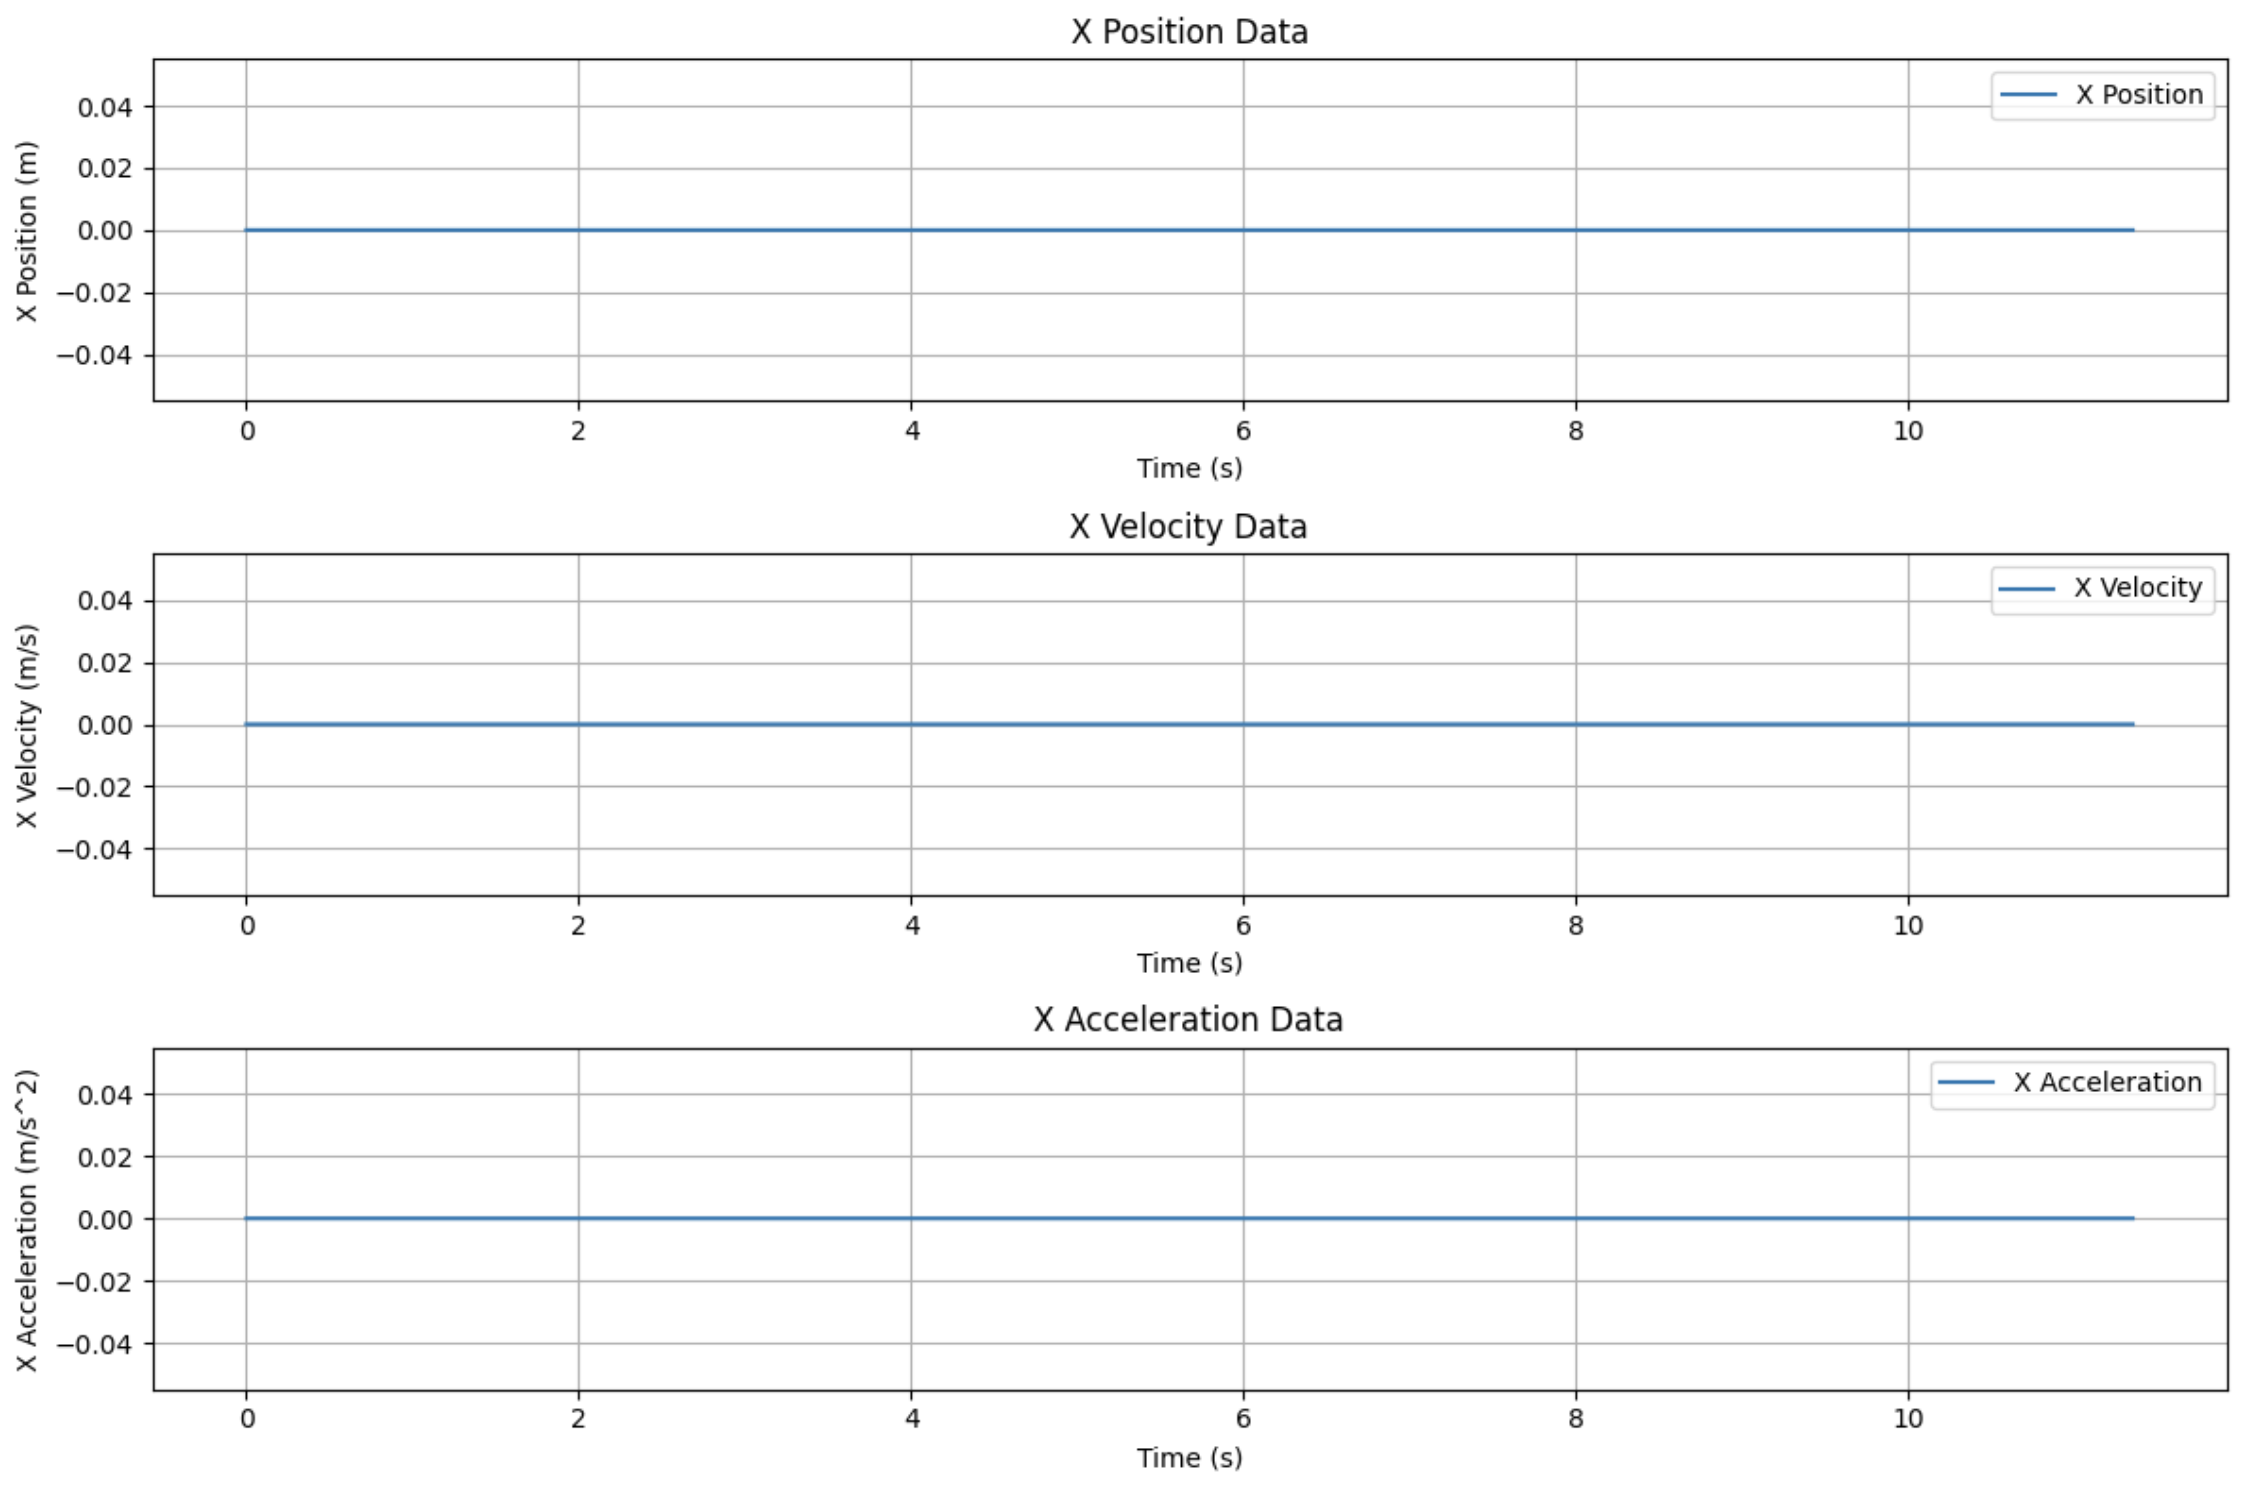 X Position Data
X Position (m)
0.04
0.02
0.00
−0.02
−0.04
X Position
0 2 4 6 8 10
Time (s)
X Velocity Data
X Velocity (m/s)
0.04
0.02
0.00
−0.02
−0.04
X Velocity
0 2 4 6 8 10
Time (s)
X Acceleration Data
X Acceleration (m/s^2)
0.04
0.02
0.00
−0.02
−0.04
X Acceleration
0 2 4 6 8 10
Time (s)